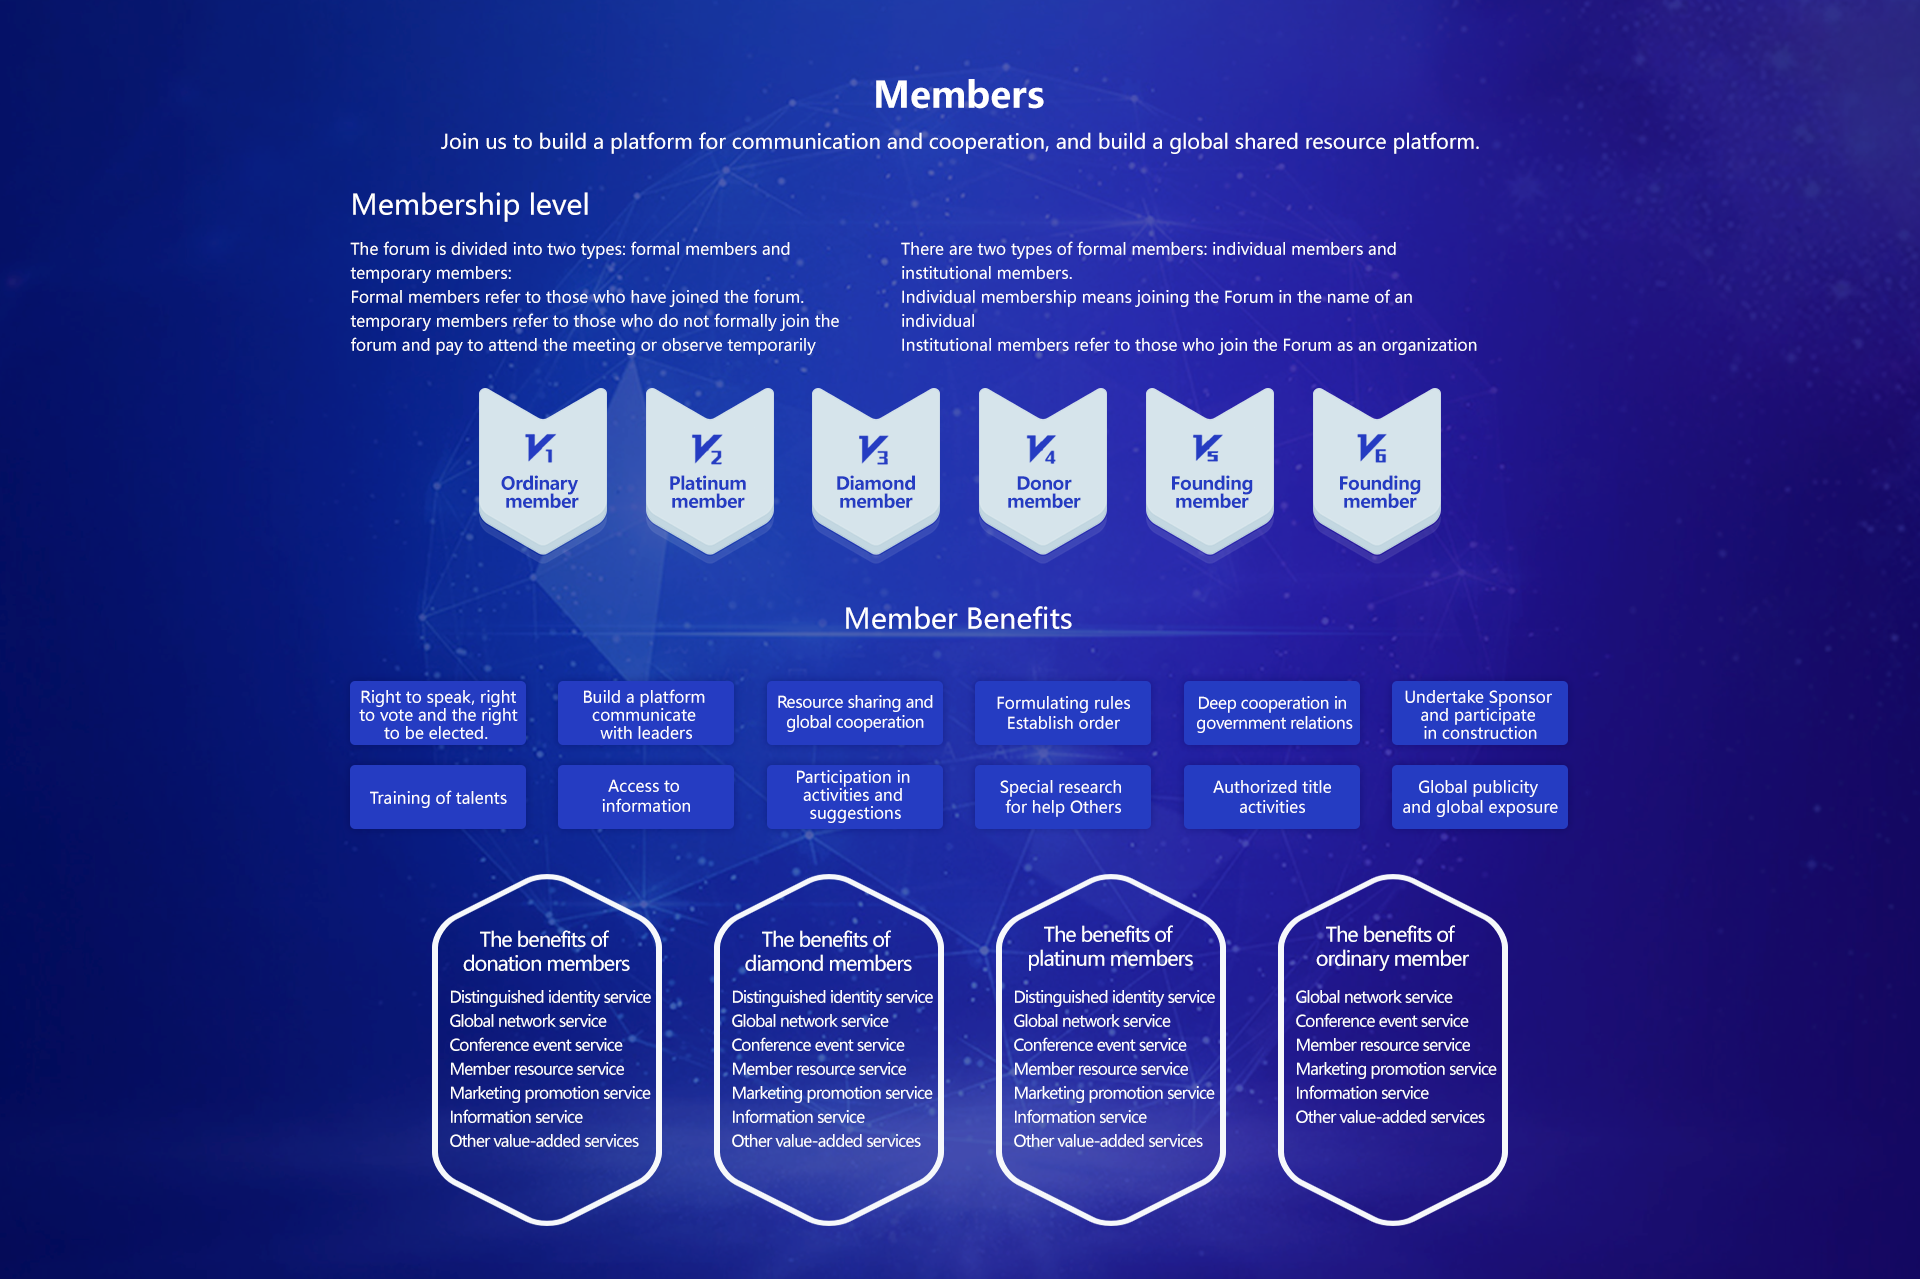 Members
Join us to build a platform for communication and cooperation, and build a global shared resource platform.
Membership level
The forum is divided into two types: formal members and
temporary members:
Formal members refer to those who have joined the forum.
temporary members refer to those who do not formally join the
forum and pay to attend the meeting or observe temporarily
There are two types of formal members: individual members and
institutional members.
Individual membership means joining the Forum in the name of an
individual
Institutional members refer to those who join the Forum as an organization
V1
Ordinary
member
V2
Platinum
member
V3
Diamond
member
V4
Donor
member
V5
Founding
member
V6
Founding
member
Member Benefits
Right to speak, right
to vote and the right
to be elected.
Build a platform
communicate
with leaders
Resource sharing and
global cooperation
Formulating rules
Establish order
Deep cooperation in
government relations
Undertake Sponsor
and participate
in construction
Training of talents
Access to
information
Participation in
activities and
suggestions
Special research
for help Others
Authorized title
activities
Global publicity
and global exposure
The benefits of
donation members
Distinguished identity service
Global network service
Conference event service
Member resource service
Marketing promotion service
Information service
Other value-added services
The benefits of
diamond members
Distinguished identity service
Global network service
Conference event service
Member resource service
Marketing promotion service
Information service
Other value-added services
The benefits of
platinum members
Distinguished identity service
Global network service
Conference event service
Member resource service
Marketing promotion service
Information service
Other value-added services
The benefits of
ordinary member
Global network service
Conference event service
Member resource service
Marketing promotion service
Information service
Other value-added services